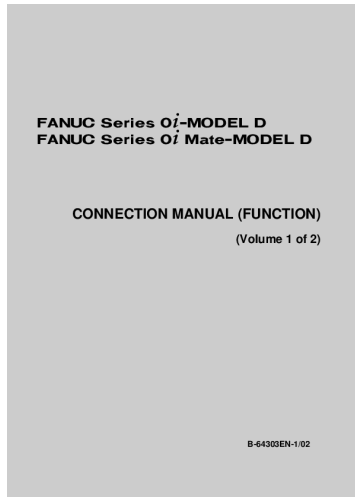 FANUC Series 0i-MODEL D
FANUC Series 0i Mate-MODEL D
CONNECTION MANUAL (FUNCTION)
(Volume 1 of 2)
B-64303EN-1/02